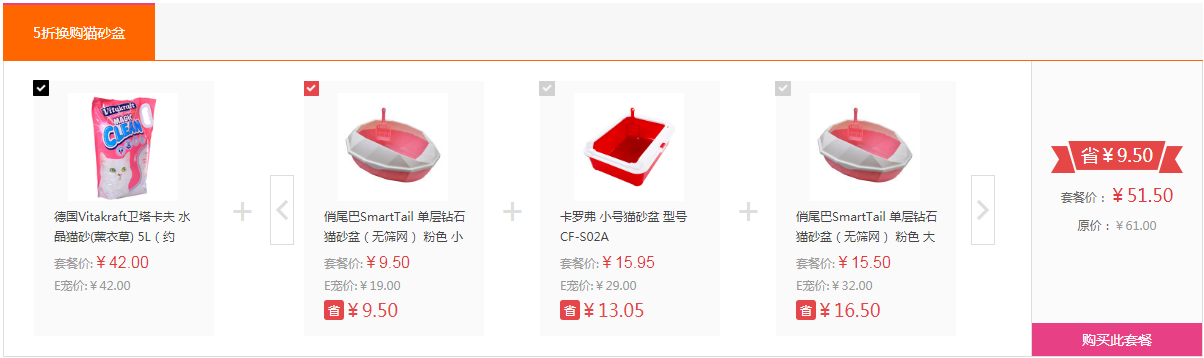 5折换购猫砂盆
Vitakraft
MAGIC
CLEAN
德国Vitakraft卫塔卡夫 水
晶猫砂(薰衣草) 5L（约
套餐价:￥42.00
E宠价:￥42.00
+
俏尾巴SmartTail 单层钻石
猫砂盆（无筛网） 粉色 小
套餐价:￥9.50
E宠价:￥19.00
省￥9.50
+
卡罗弗 小号猫砂盆 型号
CF-S02A
套餐价:￥15.95
E宠价:￥29.00
省￥13.05
+
俏尾巴SmartTail 单层钻石
猫砂盆（无筛网） 粉色 大
套餐价:￥15.50
E宠价:￥32.00
省￥16.50
省￥9.50
套餐价：￥51.50
原价：￥61.00
购买此套餐